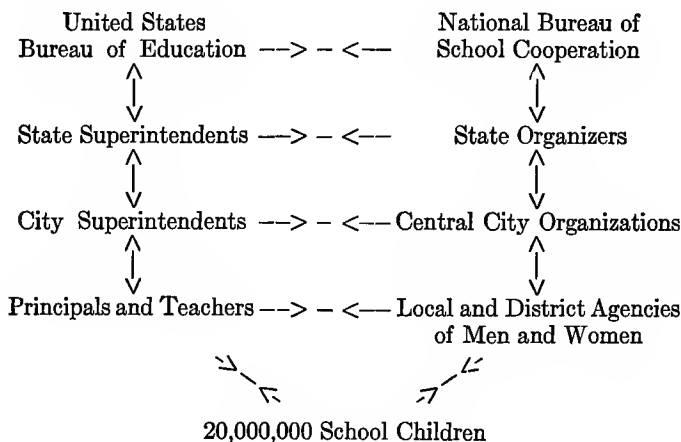 United States
Bureau of Education
National Bureau of
School Cooperation
State Superintendents
State Organizers
City Superintendents
Central City Organizations
Principals and Teachers
Local and District Agencies
of Men and Women
20,000,000 School Children